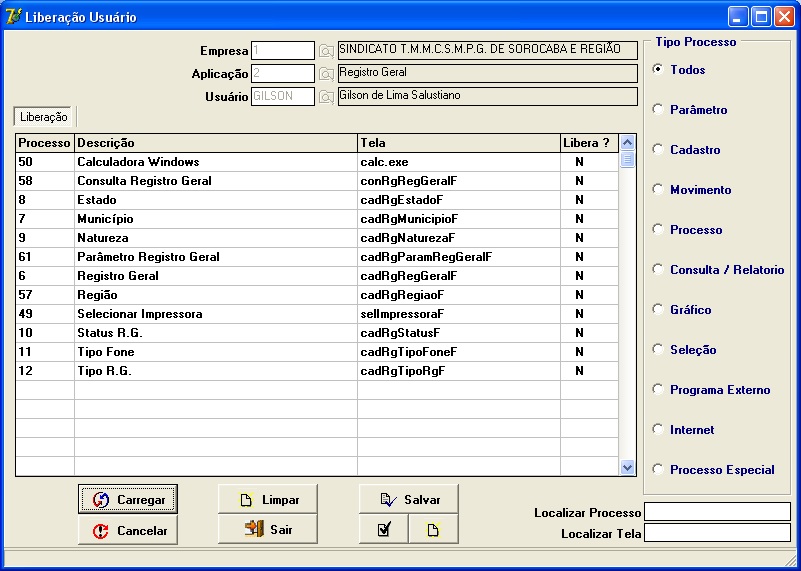 Liberação Usuário
Empresa 1 SINDICATO T.M.M.C.S.M.P.G. DE SOROCABA E REGIÃO
Aplicação 2 Registro Geral
Usuário GILSON Gilson de Lima Salustiano
Liberação
Processo Descrição Tela Libera ?
50 Calculadora Windows calc.exe N
58 Consulta Registro Geral conRgRegGeralF N
8 Estado cadRgEstadoF N
7 Município cadRgMunicipioF N
9 Natureza cadRgNaturezaF N
61 Parâmetro Registro Geral cadRgParamRegGeralF N
6 Registro Geral cadRgRegGeralF N
57 Região cadRgRegiaoF N
49 Selecionar Impressora selImpressoraF N
10 Status R.G. cadRgStatusF N
11 Tipo Fone cadRgTipoFoneF N
12 Tipo R.G. cadRgTipoRgF N
Tipo Processo
Todos
Parâmetro
Cadastro
Movimento
Processo
Consulta / Relatorio
Gráfico
Seleção
Programa Externo
Internet
Processo Especial
Carregar Limpar Salvar
Cancelar Sair
Localizar Processo
Localizar Tela